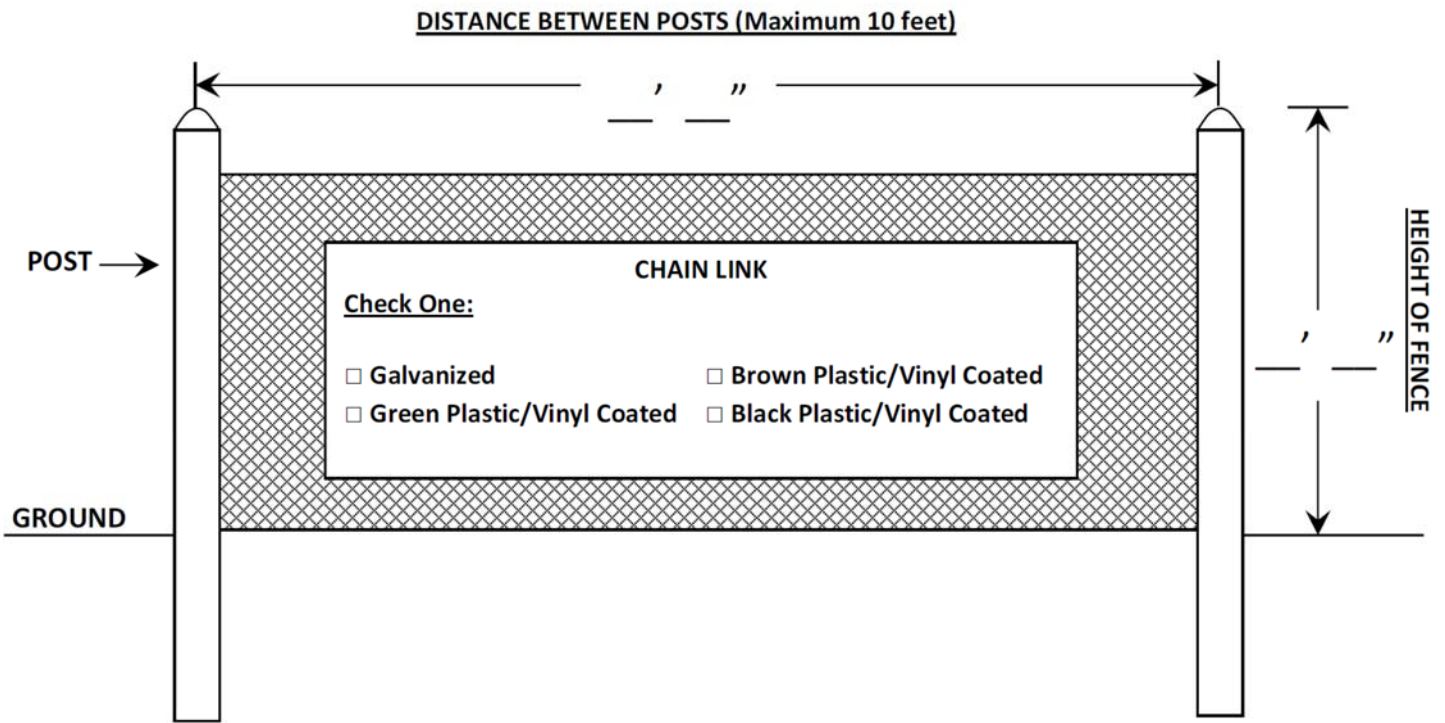 DISTANCE BETWEEN POSTS (Maximum 10 feet)
__’ __”
POST
CHAIN LINK
Check One:
□ Galvanized □ Brown Plastic/Vinyl Coated
□ Green Plastic/Vinyl Coated □ Black Plastic/Vinyl Coated
HEIGHT OF FENCE
__’ __”
GROUND